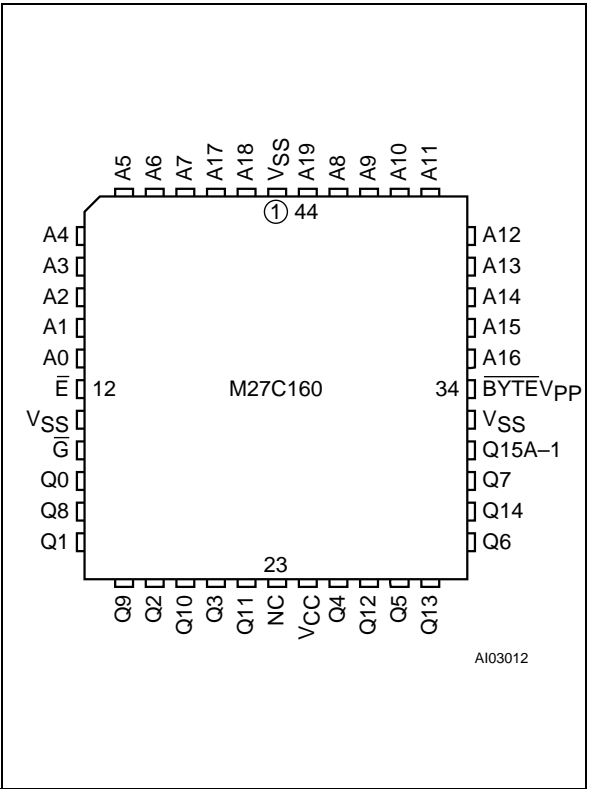 A5 A6 A7 A17 A18 VSS A19 A8 A9 A10 A11
1 44
A4 A12
A3 A13
A2 A14
A1 A15
A0 A16
E̅ 12 M27C160 34 B̅Y̅T̅E̅VPP
VSS VSS
G̅ Q15A–1
Q0 Q7
Q8 Q14
Q1 Q6
23
Q9 Q2 Q10 Q3 Q11 NC VCC Q4 Q12 Q5 Q13
AI03012